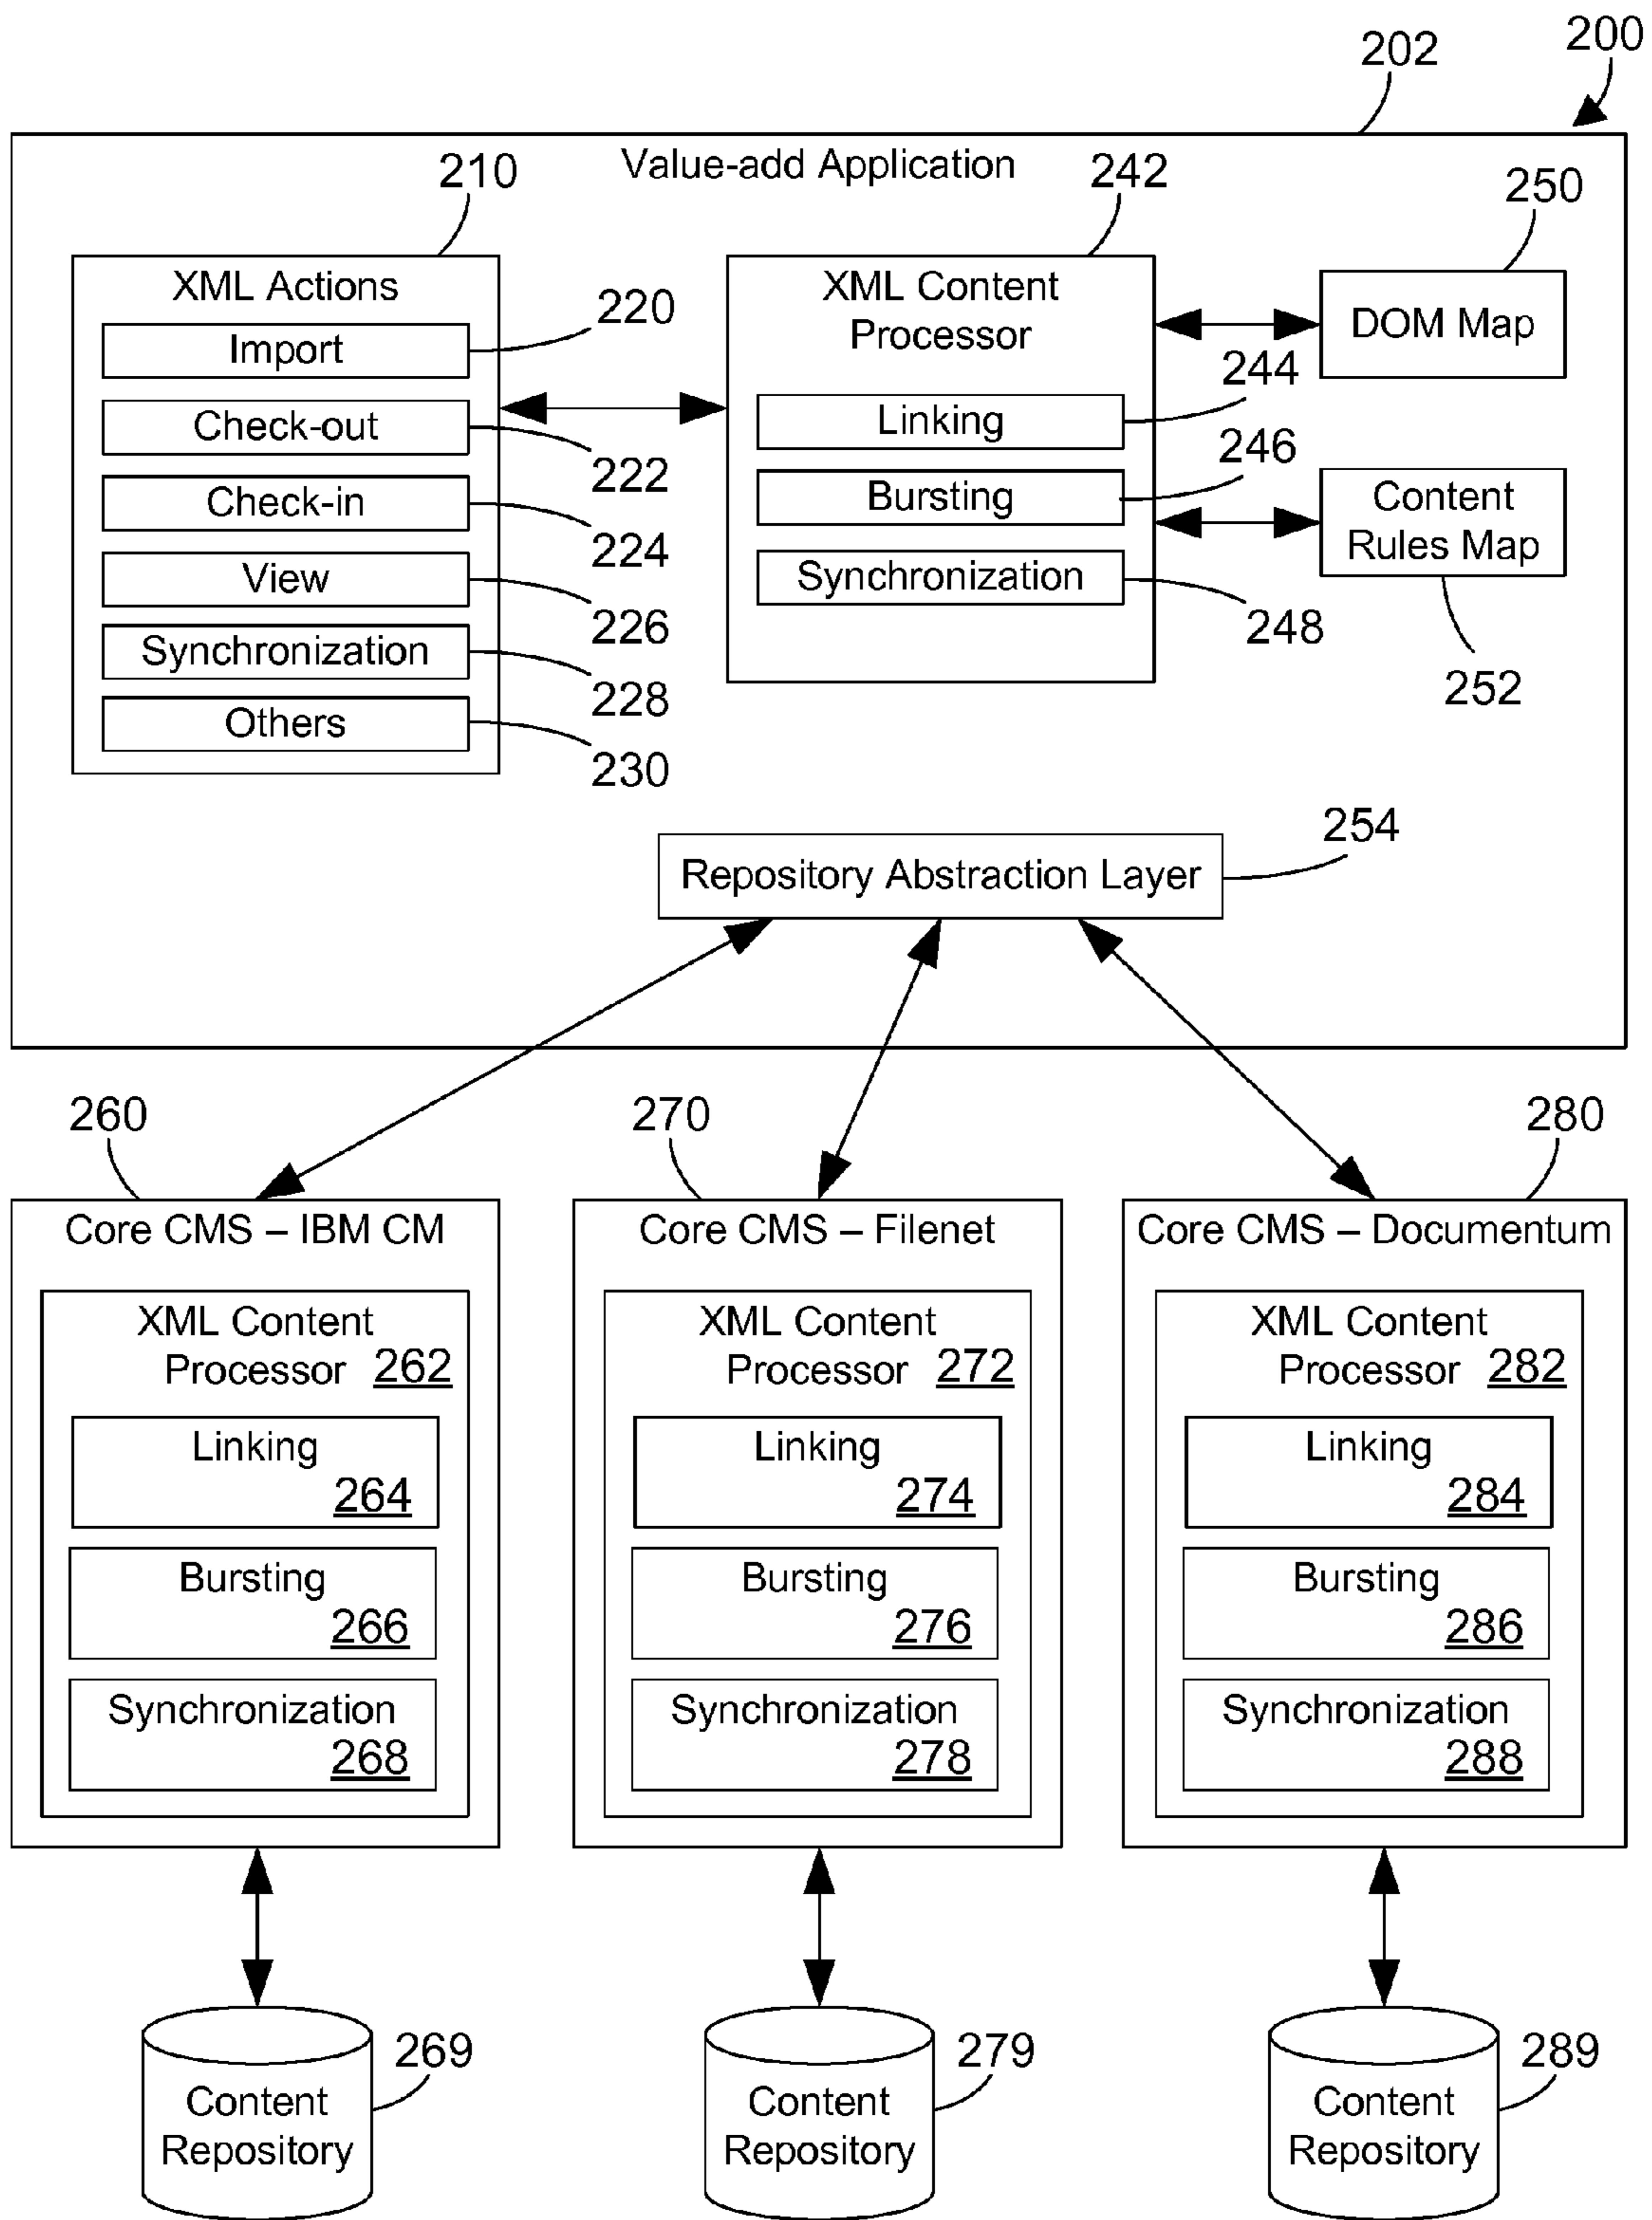 200
202
Value-add Application
210
242
250
XML Actions
Import
220
Check-out
222
Check-in
224
View
226
Synchronization
228
Others
230
XML Content
Processor
244
Linking
246
Bursting
Synchronization
248
DOM Map
Content
Rules Map
252
254
Repository Abstraction Layer
260
270
280
Core CMS – IBM CM
XML Content
Processor 262
Linking
264
Bursting
266
Synchronization
268
Core CMS – Filenet
XML Content
Processor 272
Linking
274
Bursting
276
Synchronization
278
Core CMS – Documentum
XML Content
Processor 282
Linking
284
Bursting
286
Synchronization
288
269
Content
Repository
279
Content
Repository
289
Content
Repository